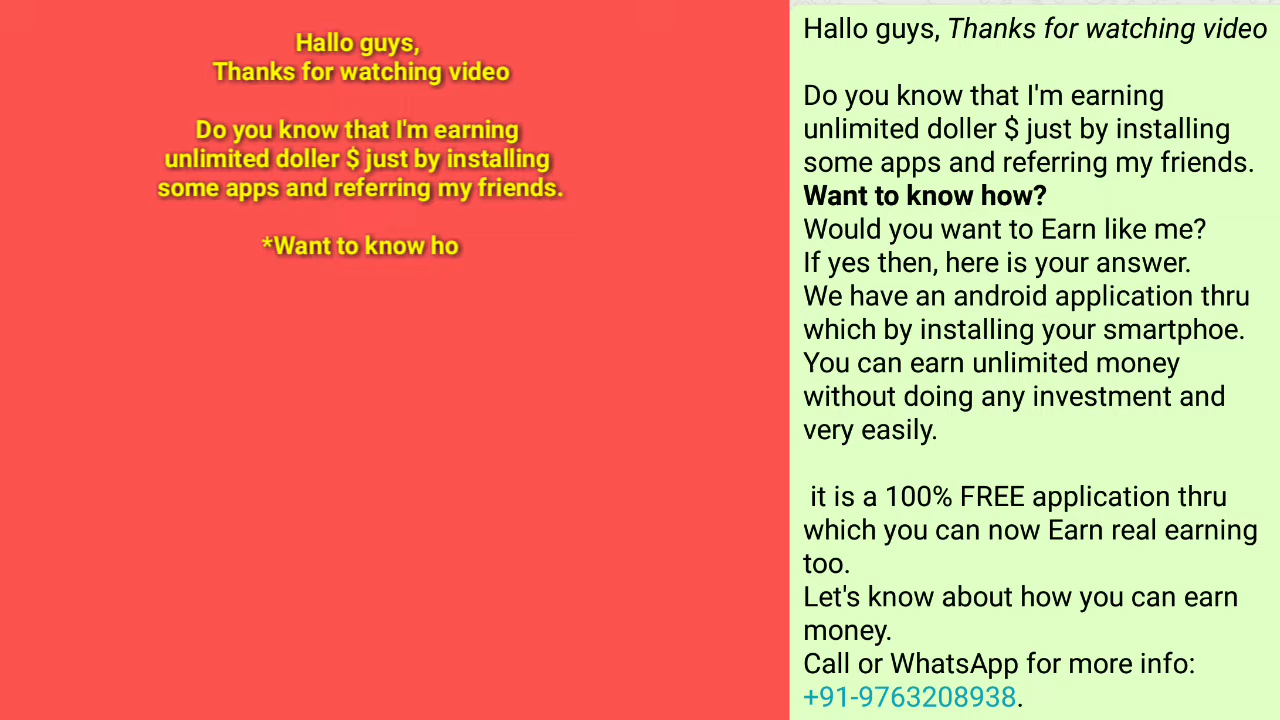 Hallo guys,
Thanks for watching video
Do you know that I'm earning
unlimited doller $ just by installing
some apps and referring my friends.
*Want to know ho
Hallo guys, Thanks for watching video
Do you know that I'm earning
unlimited doller $ just by installing
some apps and referring my friends.
Want to know how?
Would you want to Earn like me?
If yes then, here is your answer.
We have an android application thru
which by installing your smartphoe.
You can earn unlimited money
without doing any investment and
very easily.
it is a 100% FREE application thru
which you can now Earn real earning
too.
Let's know about how you can earn
money.
Call or WhatsApp for more info:
+91-9763208938.